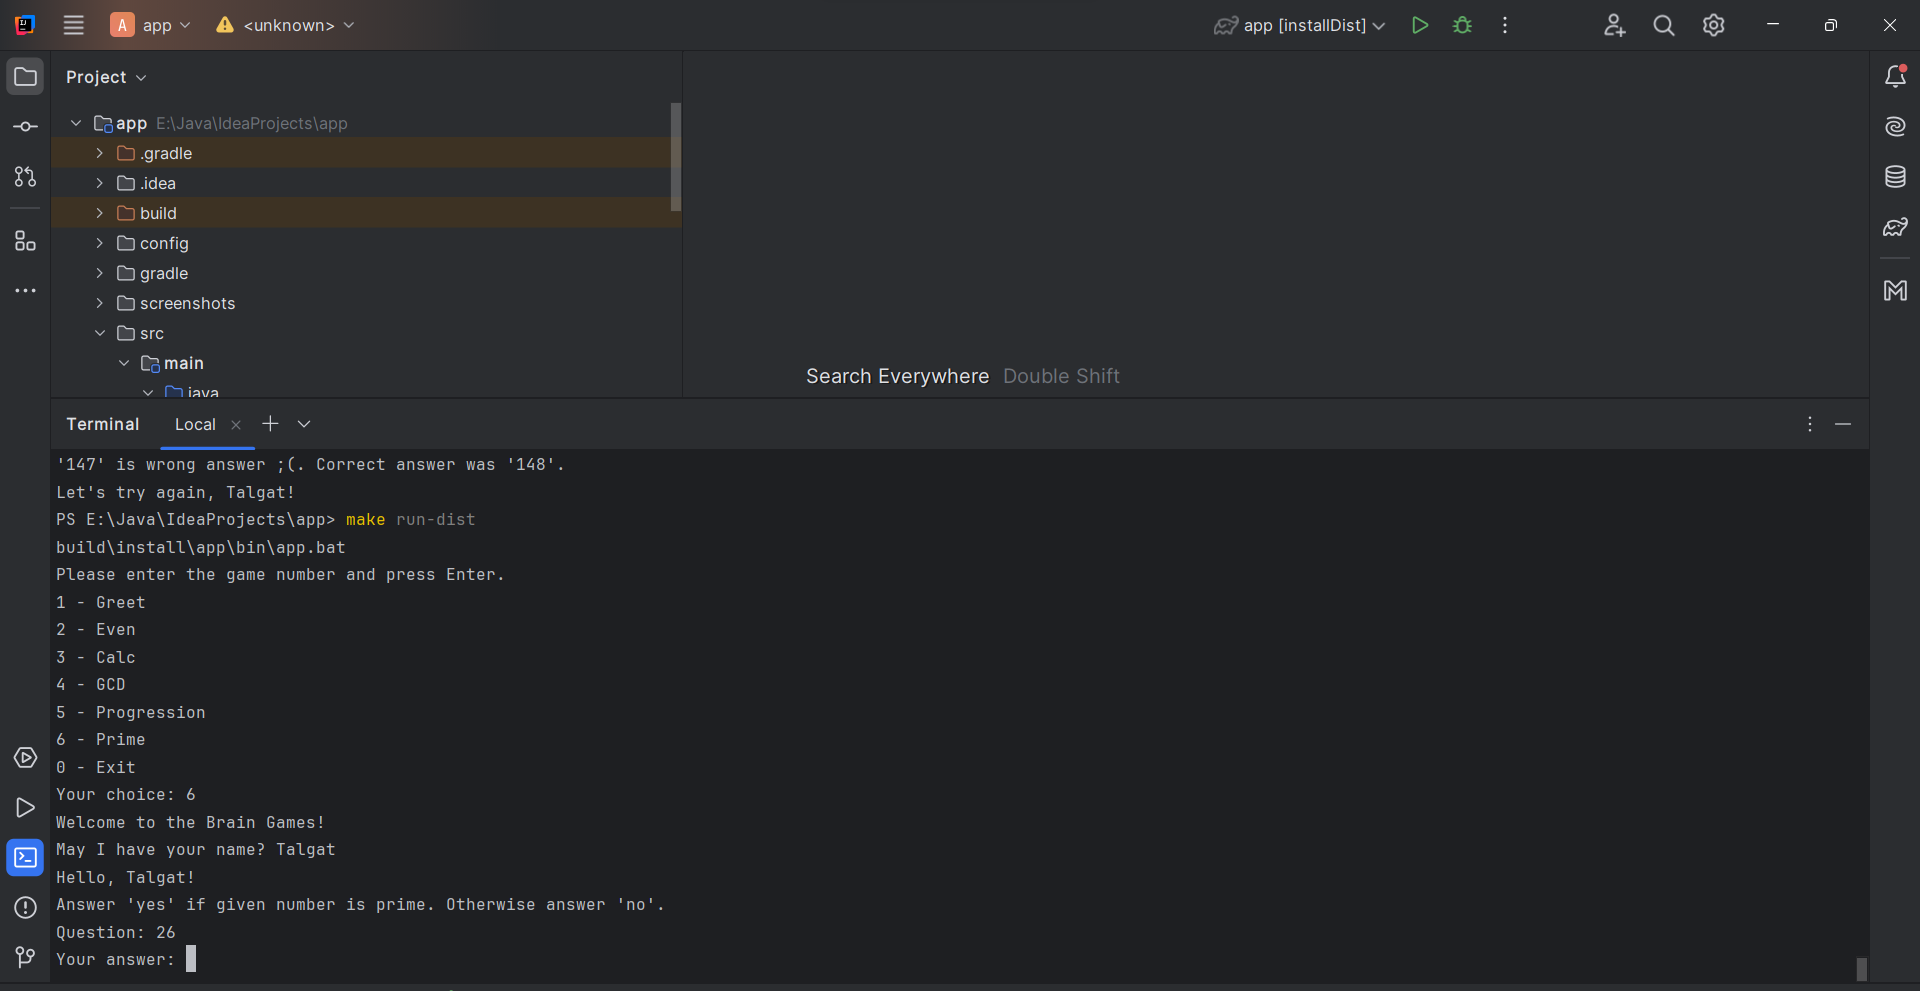 A app <unknown> app [installDist]
Project
app E:\Java\IdeaProjects\app
.gradle
.idea
build
config
gradle
screenshots
src
main
java
Search Everywhere Double Shift
Terminal Local
'147' is wrong answer ;(. Correct answer was '148'.
Let's try again, Talgat!
PS E:\Java\IdeaProjects\app> make run-dist
build\install\app\bin\app.bat
Please enter the game number and press Enter.
1 - Greet
2 - Even
3 - Calc
4 - GCD
5 - Progression
6 - Prime
0 - Exit
Your choice: 6
Welcome to the Brain Games!
May I have your name? Talgat
Hello, Talgat!
Answer 'yes' if given number is prime. Otherwise answer 'no'.
Question: 26
Your answer: